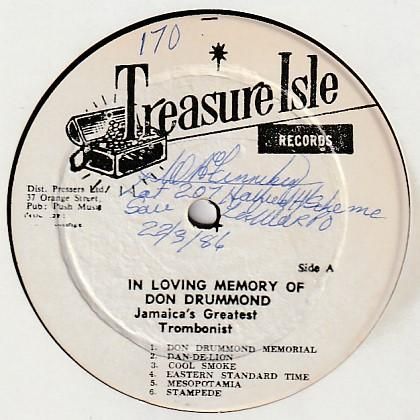 170
Treasure Isle
RECORDS
Dist. Pressers Ltd/
37 Orange Street,
Pub: Push Music
Lot 207
22/3/86
Side A
IN LOVING MEMORY OF
DON DRUMMOND
Jamaica's Greatest
Trombonist
1. DON DRUMMOND MEMORIAL
2. DAN-DE-LION
3. COOL SMOKE
4. EASTERN STANDARD TIME
5. MESOPOTAMIA
6. STAMPEDE